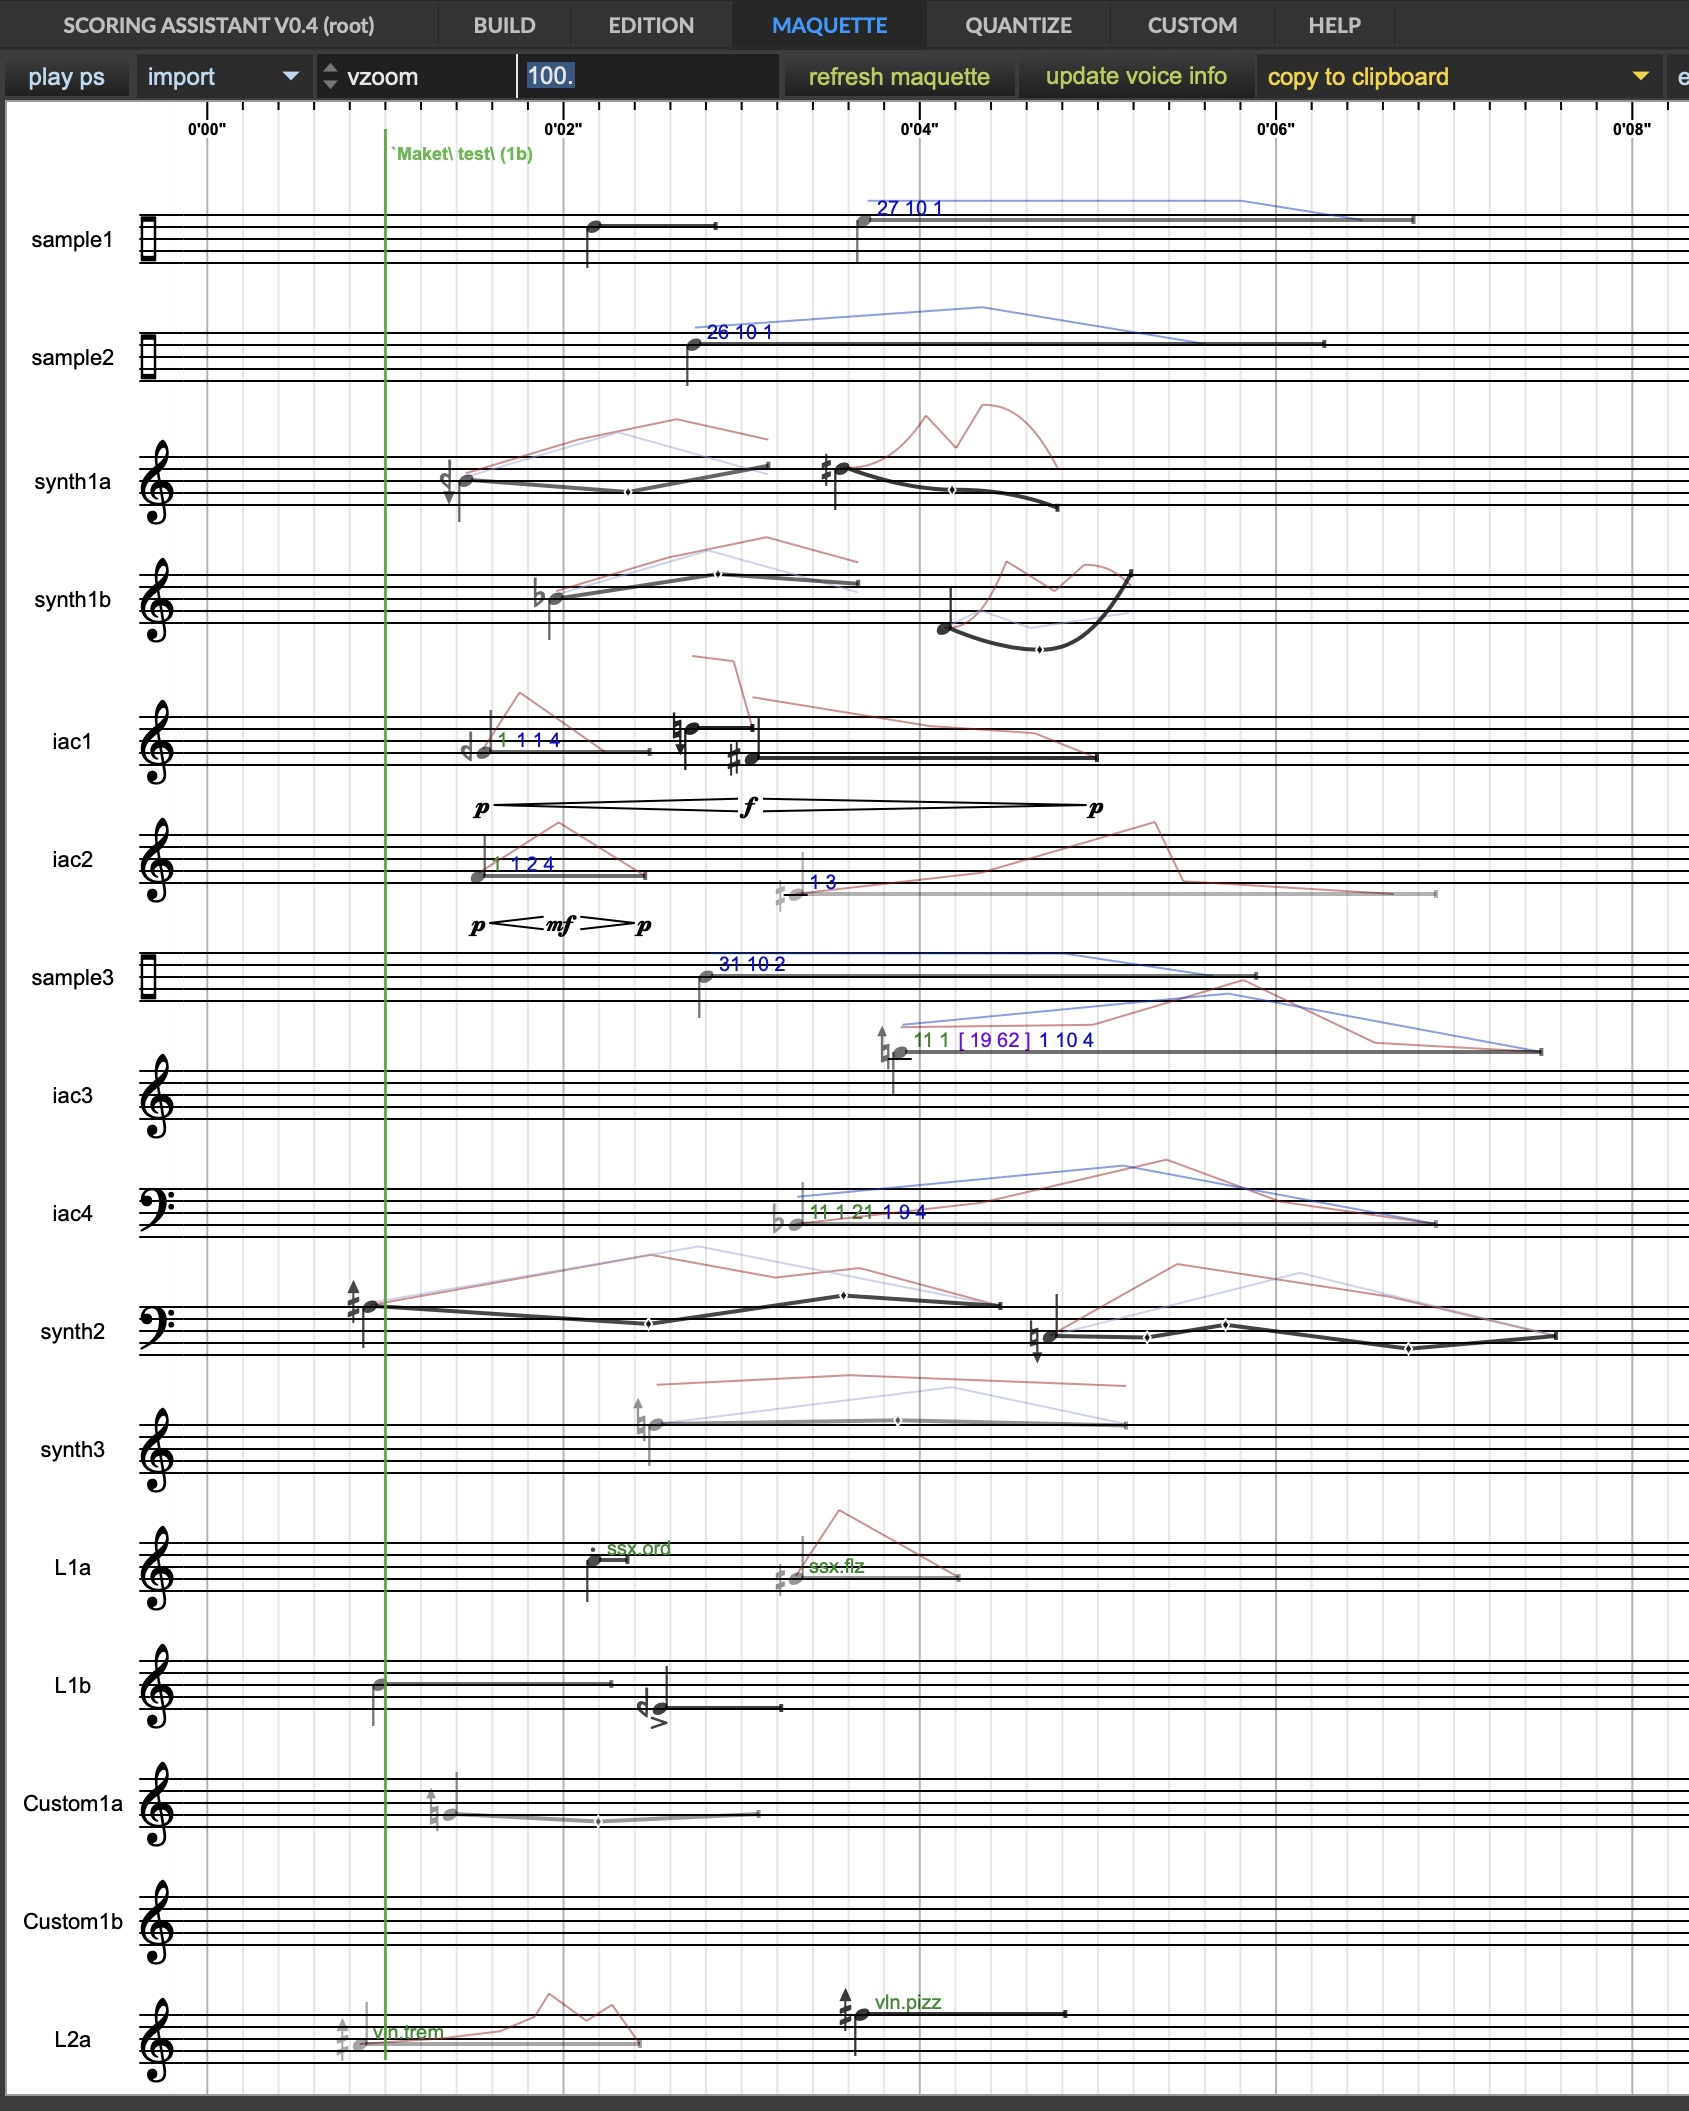 SCORING ASSISTANT V0.4 (root) BUILD EDITION MAQUETTE QUANTIZE CUSTOM HELP
play ps import vzoom 100. refresh maquette update voice info copy to clipboard e
0'00" 0'02" 0'04" 0'06" 0'08"
`Maket\ test\ (1b)
sample1 27 10 1
sample2 26 10 1
synth1a
synth1b
iac1 1 1 1 4
p f p
iac2 1 1 2 4 1 3
p mf p
sample3 31 10 2
iac3 11 1 [ 19 62 ] 1 10 4
iac4 11 1 21 1 9 4
synth2
synth3
L1a ssx.ord ssx.flz
L1b
Custom1a
Custom1b
L2a vln.trem vln.pizz